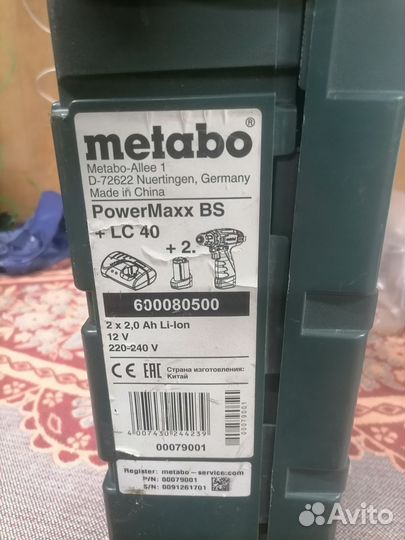 metabo®
Metabo-Allee 1
D-72622 Nuertingen, Germany
Made in China
PowerMaxx BS
+ LC 40
+ 2.
600080500
2 x 2,0 Ah Li-Ion
12 V
220-240 V
CE EAC Страна изготовления:
Китай
4 007430 244239
00079001
00079001
Register: metabo-service.com
P/N: 00079001
S/N: 0091261701
Avito